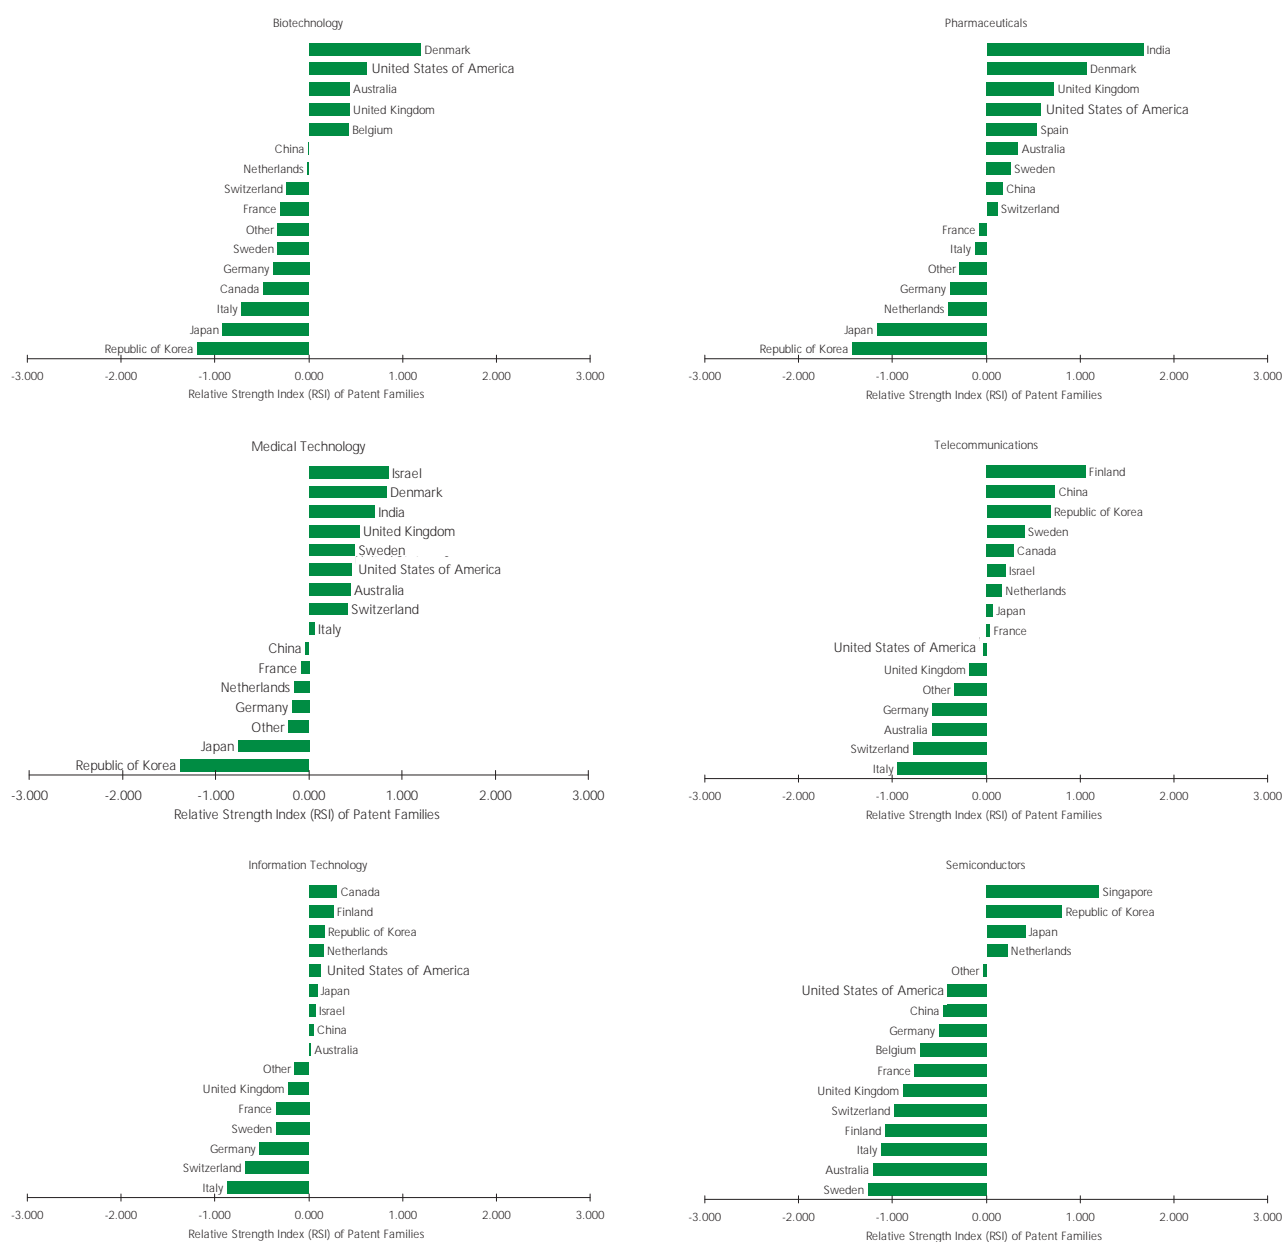 Biotechnology
Denmark
United States of America
Australia
United Kingdom
Belgium
China
Netherlands
Switzerland
France
Other
Sweden
Germany
Canada
Italy
Japan
Republic of Korea
-3.000 -2.000 -1.000 0.000 1.000 2.000 3.000
Relative Strength Index (RSI) of Patent Families
Pharmaceuticals
India
Denmark
United Kingdom
United States of America
Spain
Australia
Sweden
China
Switzerland
France
Italy
Other
Germany
Netherlands
Japan
Republic of Korea
-3.000 -2.000 -1.000 0.000 1.000 2.000 3.000
Relative Strength Index (RSI) of Patent Families
Medical Technology
Israel
Denmark
India
United Kingdom
Sweden
United States of America
Australia
Switzerland
Italy
China
France
Netherlands
Germany
Other
Japan
Republic of Korea
-3.000 -2.000 -1.000 0.000 1.000 2.000 3.000
Relative Strength Index (RSI) of Patent Families
Telecommunications
Finland
China
Republic of Korea
Sweden
Canada
Israel
Netherlands
Japan
France
United States of America
United Kingdom
Other
Germany
Australia
Switzerland
Italy
-3.000 -2.000 -1.000 0.000 1.000 2.000 3.000
Relative Strength Index (RSI) of Patent Families
Information Technology
Canada
Finland
Republic of Korea
Netherlands
United States of America
Japan
Israel
China
Australia
Other
United Kingdom
France
Sweden
Germany
Switzerland
Italy
-3.000 -2.000 -1.000 0.000 1.000 2.000 3.000
Relative Strength Index (RSI) of Patent Families
Semiconductors
Singapore
Republic of Korea
Japan
Netherlands
Other
United States of America
China
Germany
Belgium
France
United Kingdom
Switzerland
Finland
Italy
Australia
Sweden
-3.000 -2.000 -1.000 0.000 1.000 2.000 3.000
Relative Strength Index (RSI) of Patent Families